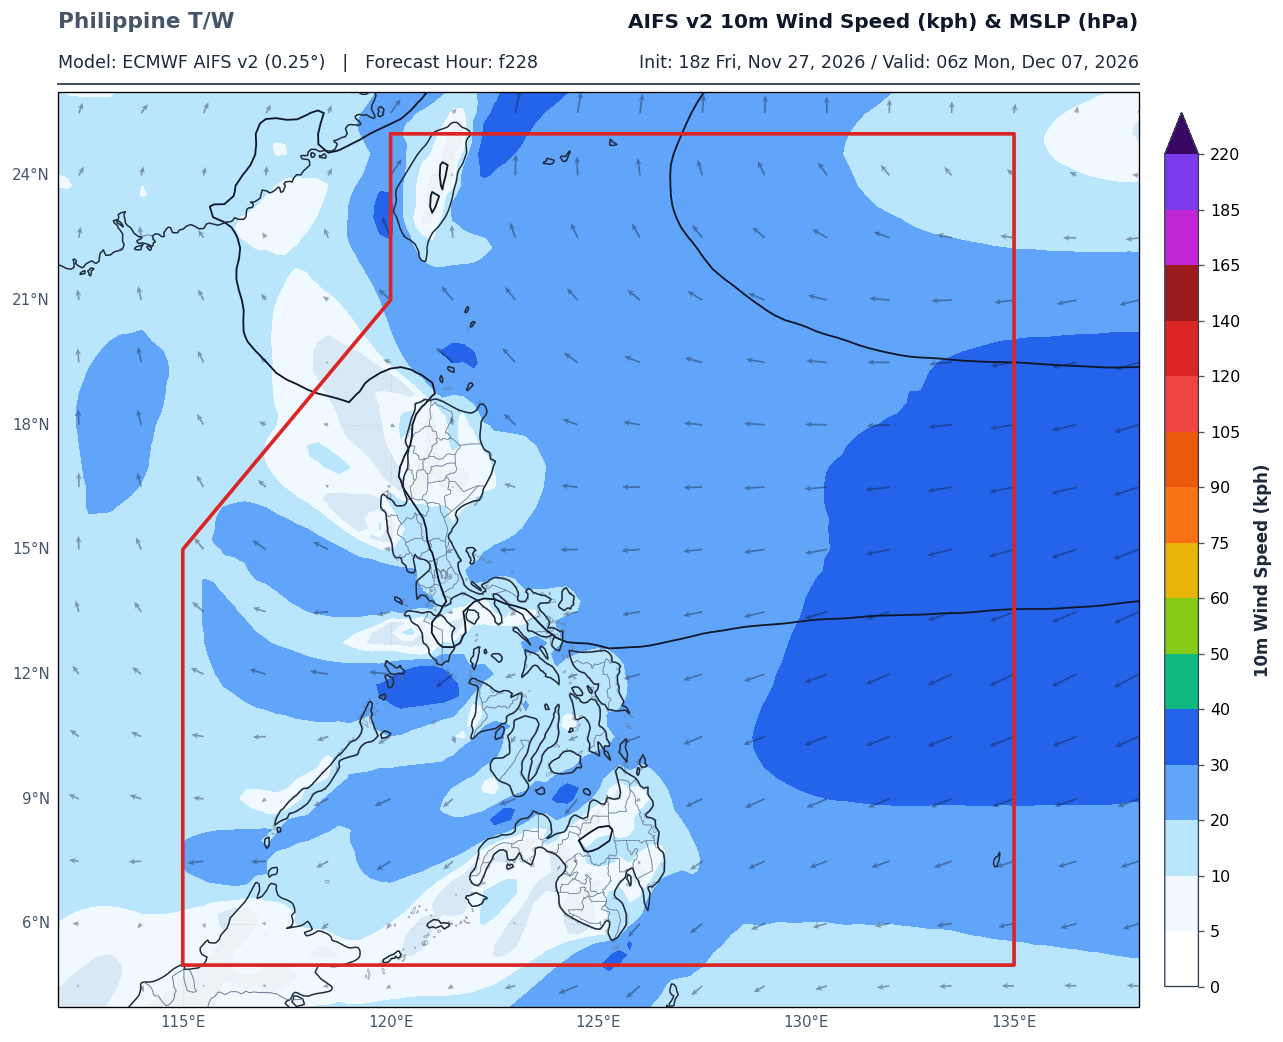 Philippine T/W
AIFS v2 10m Wind Speed (kph) & MSLP (hPa)
Model: ECMWF AIFS v2 (0.25°)   |   Forecast Hour: f228
Init: 18z Fri, Nov 27, 2026 / Valid: 06z Mon, Dec 07, 2026
24°N
21°N
18°N
15°N
12°N
9°N
6°N
115°E
120°E
125°E
130°E
135°E
220
185
165
140
120
105
90
75
60
50
40
30
20
10
5
0
10m Wind Speed (kph)